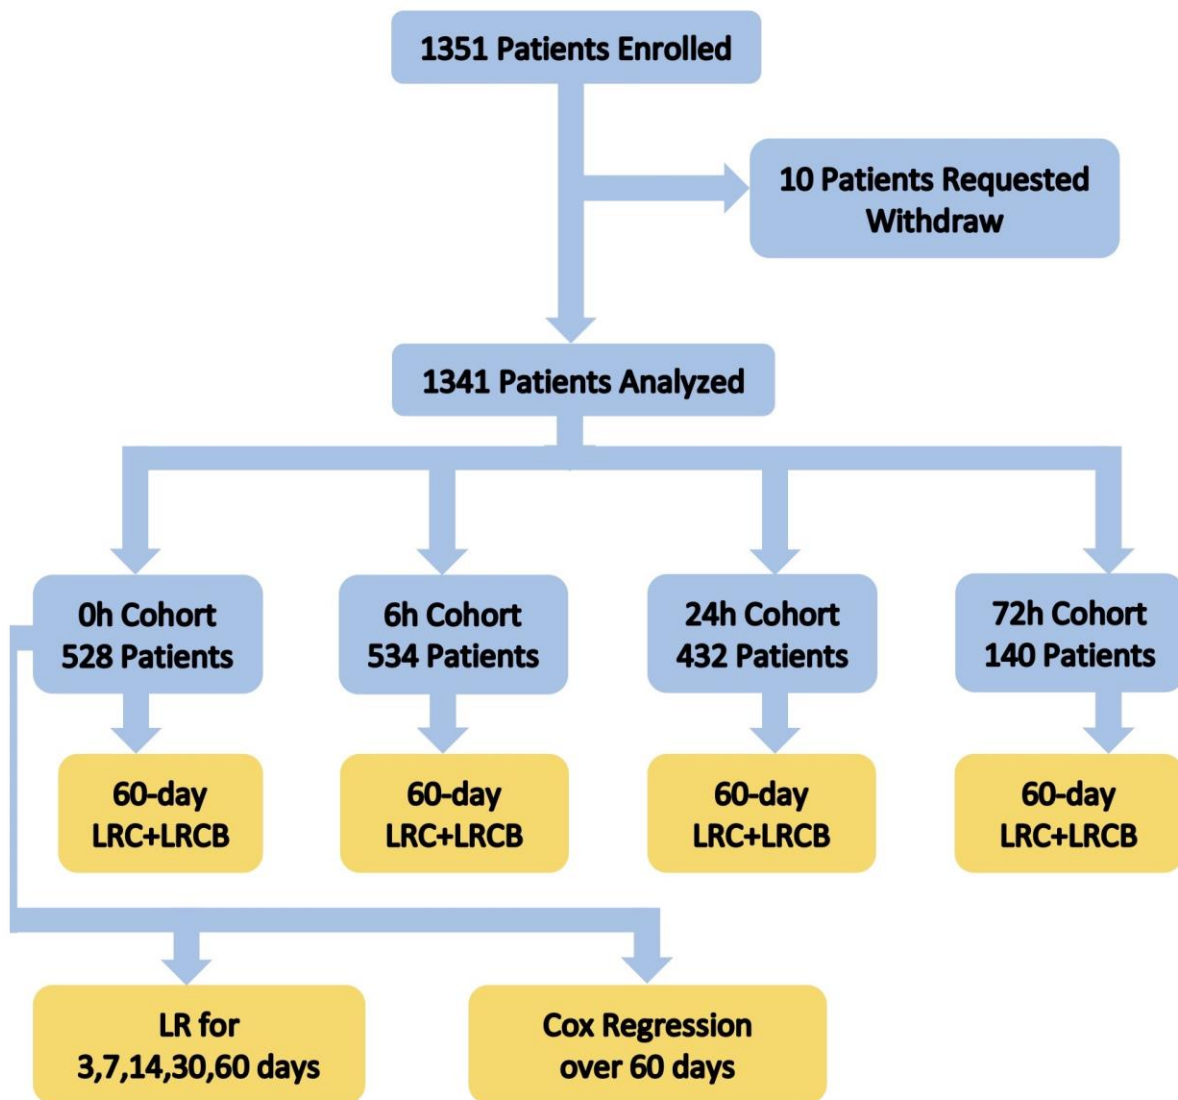 1351 Patients Enrolled
10 Patients Requested
Withdraw
1341 Patients Analyzed
0h Cohort
528 Patients
6h Cohort
534 Patients
24h Cohort
432 Patients
72h Cohort
140 Patients
60-day
LRC+LRCB
60-day
LRC+LRCB
60-day
LRC+LRCB
60-day
LRC+LRCB
LR for
3,7,14,30,60 days
Cox Regression
over 60 days